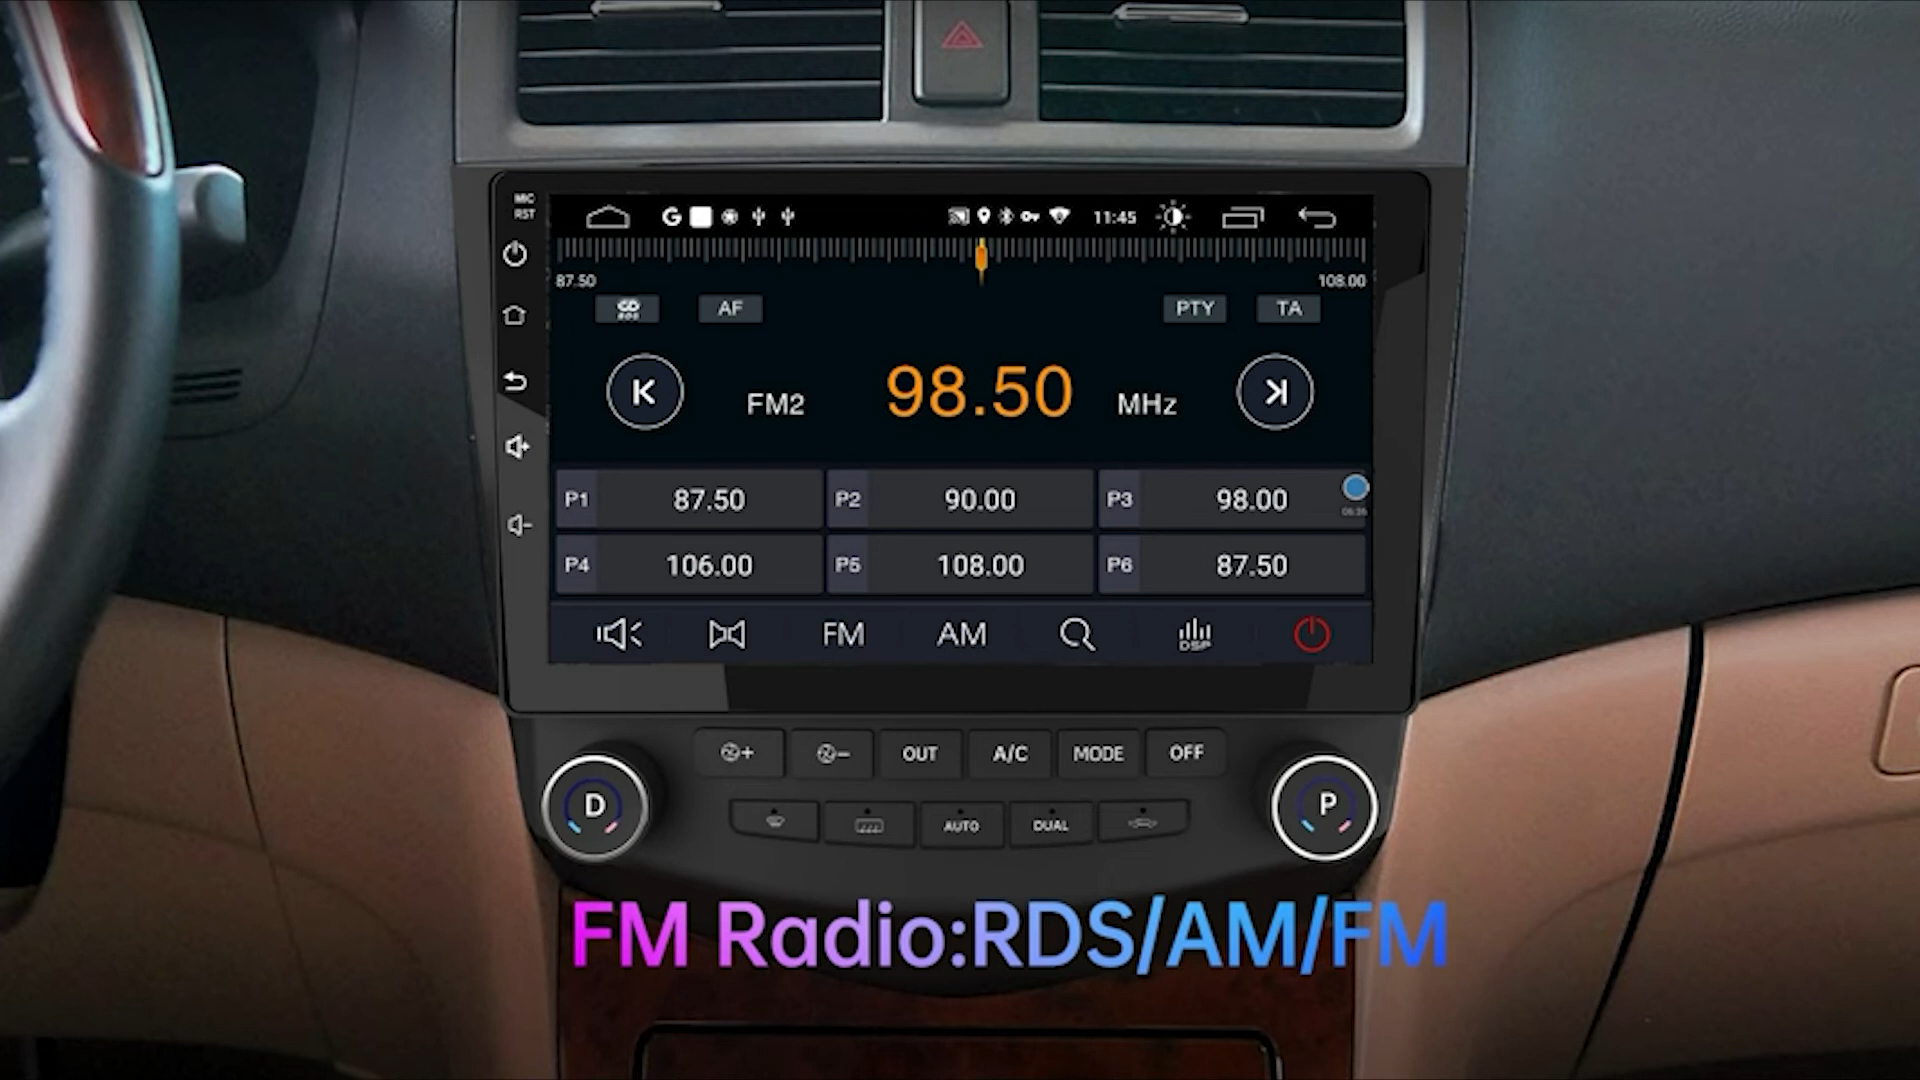 MIC
RST
G
11:45
87.50
108.00
AF
PTY
TA
FM2
98.50
MHz
P1
87.50
P2
90.00
P3
98.00
P4
106.00
P5
108.00
P6
87.50
FM
AM
DSP
OUT
A/C
MODE
OFF
D
P
AUTO
DUAL
FM Radio:RDS/AM/FM